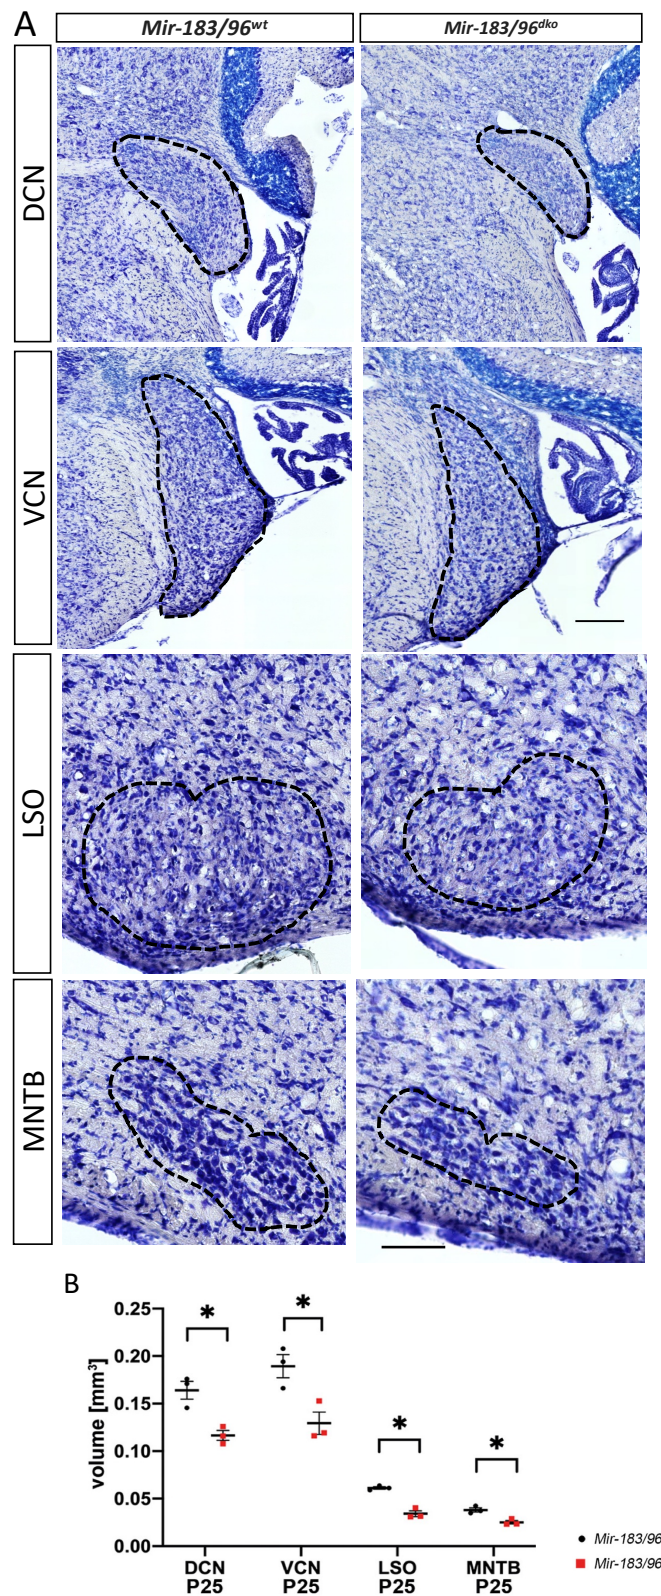 A
Mir-183/96wt
Mir-183/96dko
DCN
VCN
LSO
MNTB
B
volume [mm³]
0.25
0.20
0.15
0.10
0.05
0.00
* * * *
DCN VCN LSO MNTB
P25 P25 P25 P25
Mir-183/96
Mir-183/96